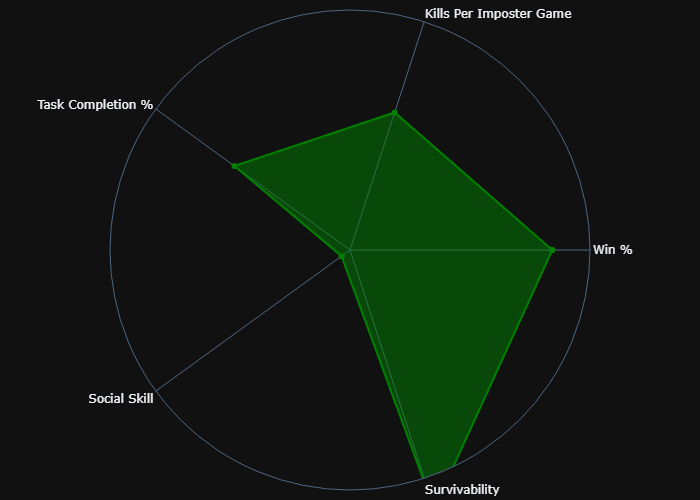 Kills Per Imposter Game
Task Completion %
Win %
Social Skill
Survivability